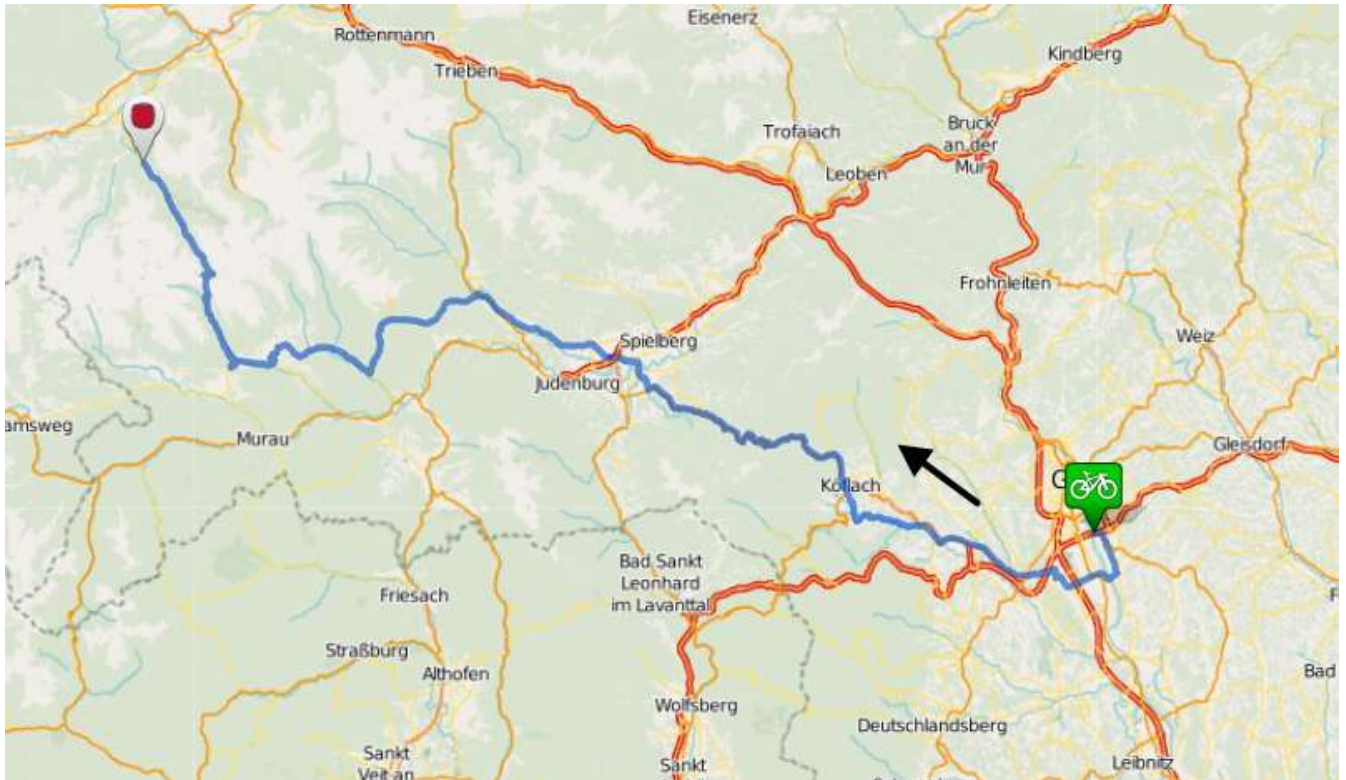 Eisenerz
Rottenmann
Kindberg
Trieben
Bruck
an der
Mur
Trofaiach
Leoben
Frohnleiten
Weiz
Spielberg
Judenburg
amsweg
Murau
Gleisdorf
G
Köflach
Bad Sankt
Leonhard
im Lavanttal
Friesach
F
Straßburg
Althofen
Bad
Wolfsberg
Deutschlandsberg
Sankt
Veit an
Sankt
Leibnitz